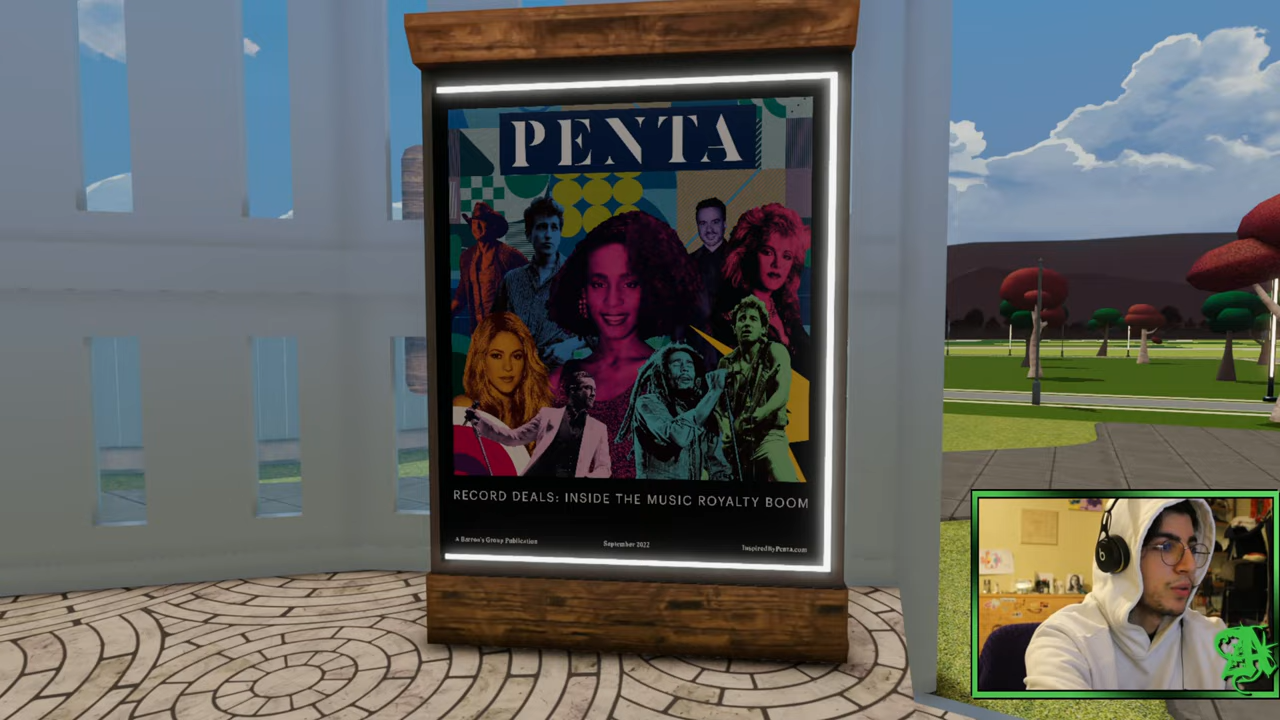 PENTA
RECORD DEALS: INSIDE THE MUSIC ROYALTY BOOM
A Barron's Group Publication
September 2022
InspiredByPenta.com